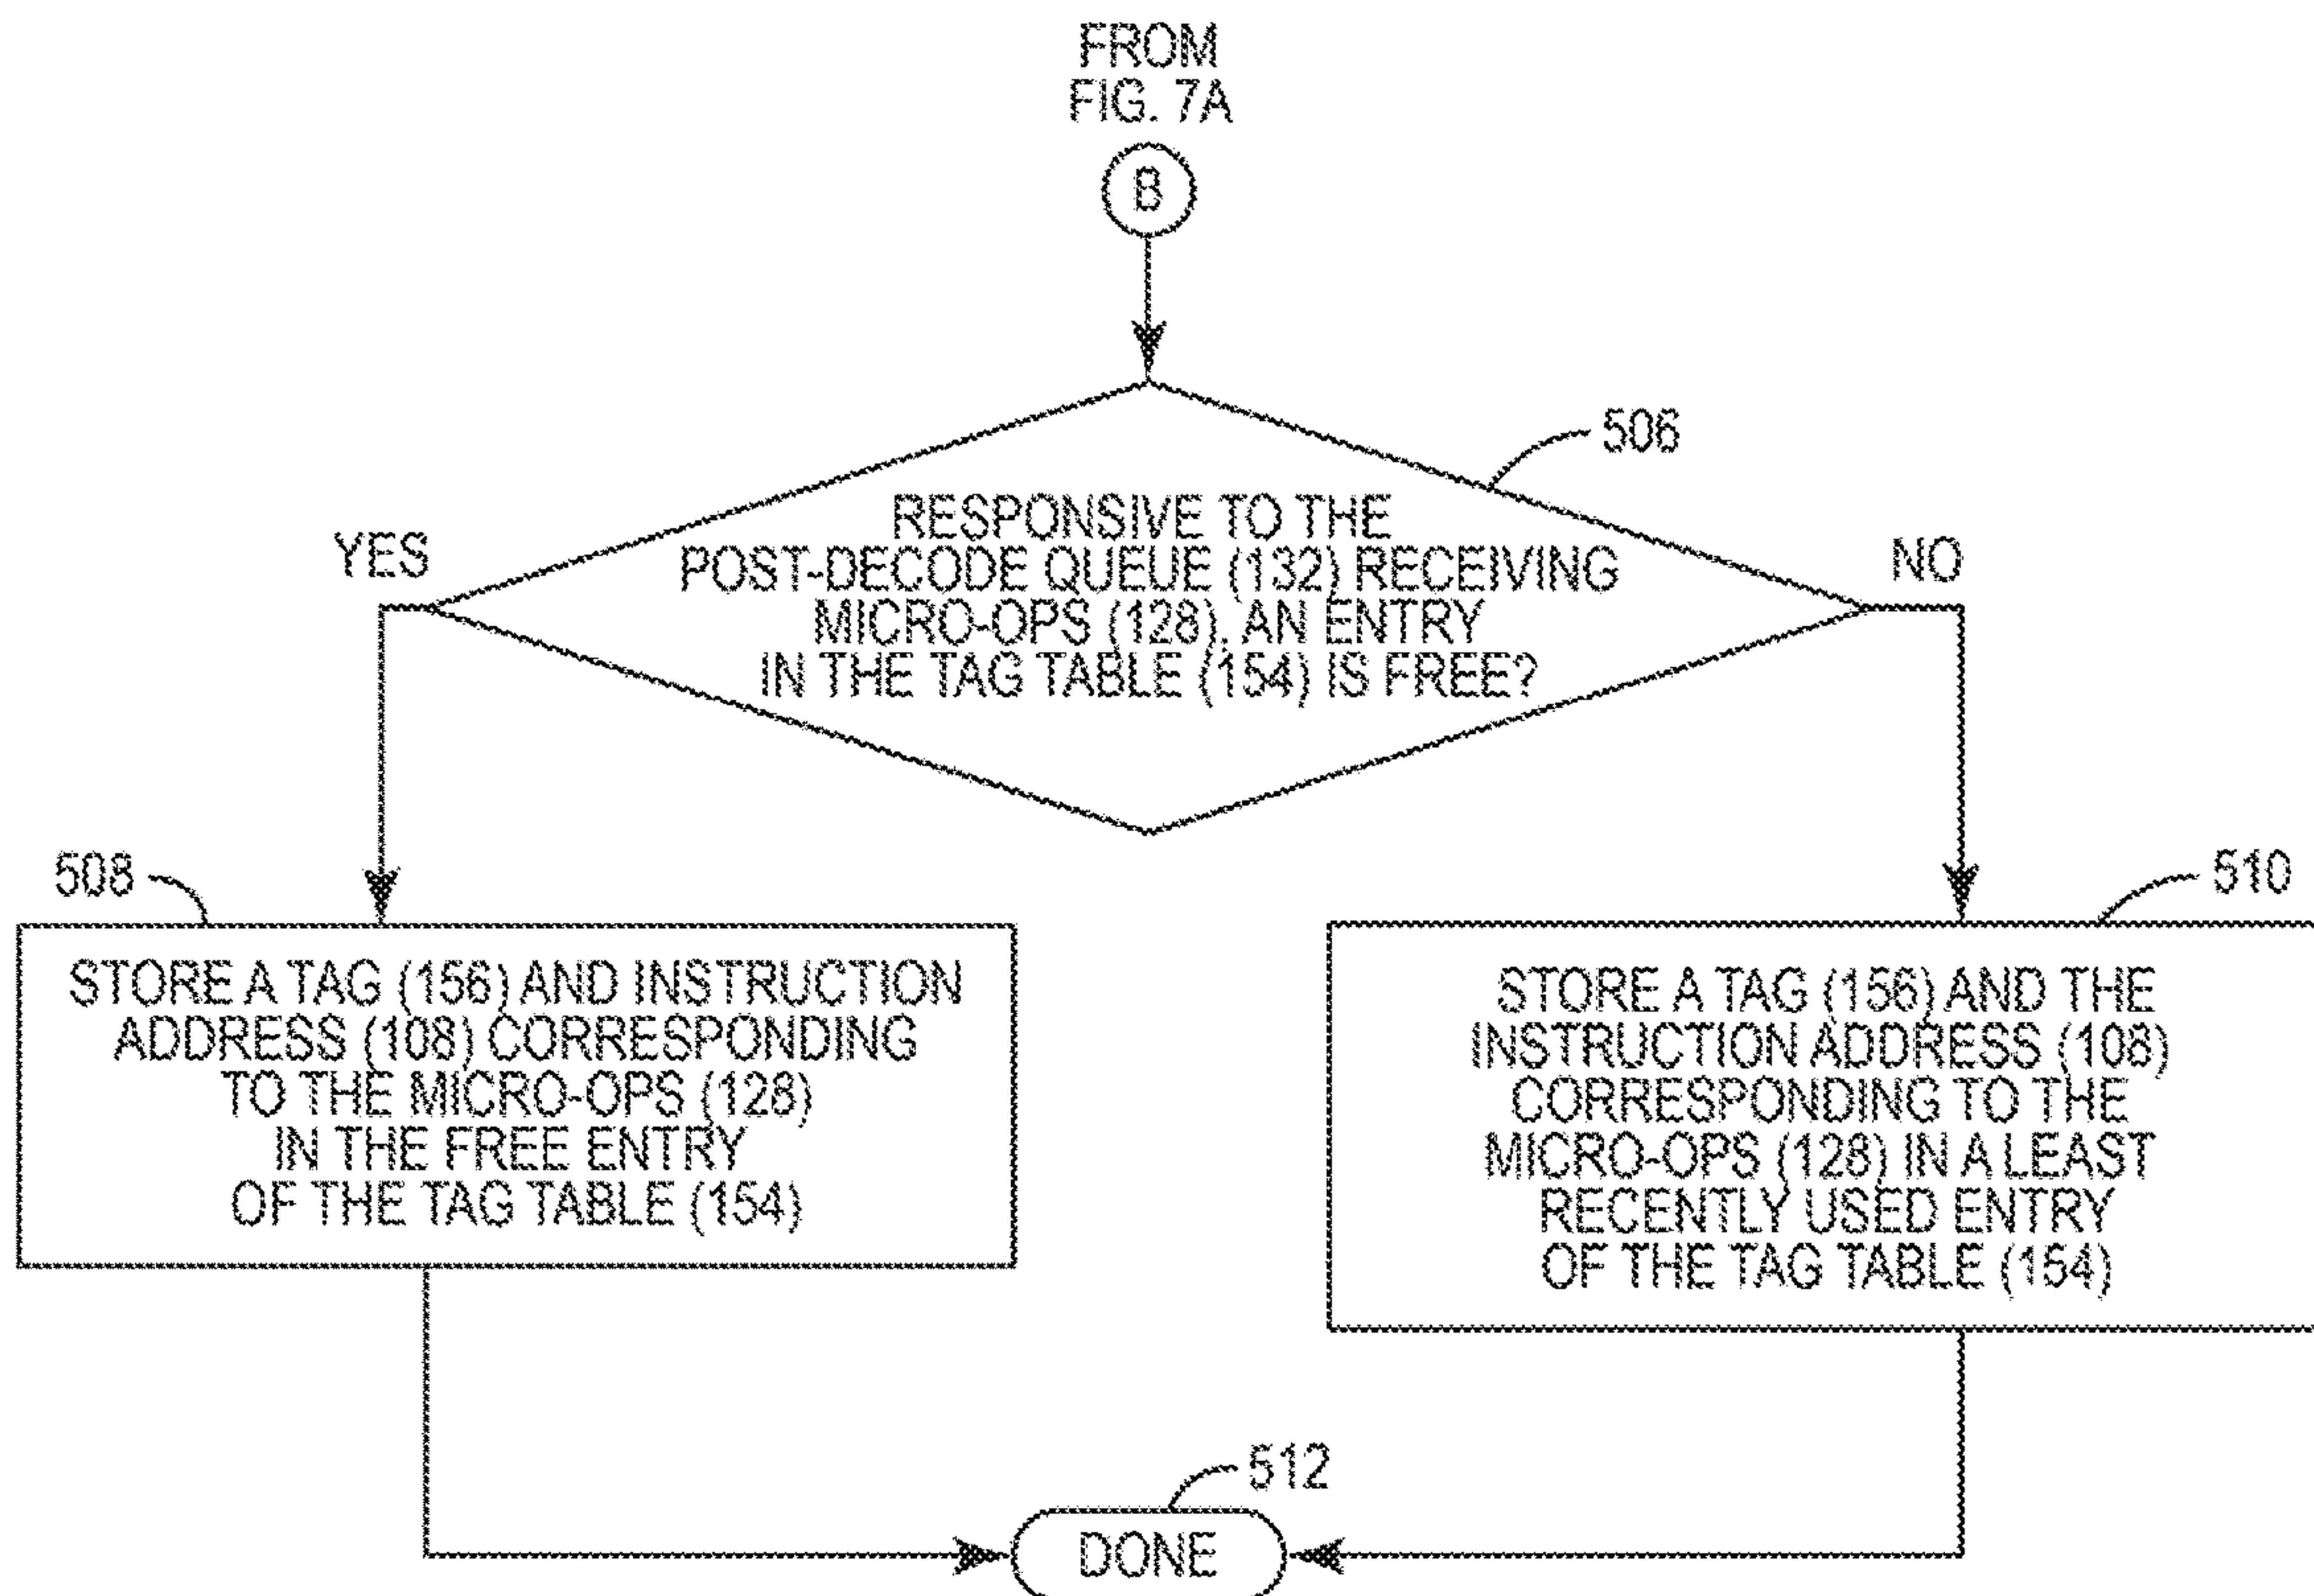 FROM
FIG. 7A
B
506
RESPONSIVE TO THE
POST-DECODE QUEUE (132) RECEIVING
MICRO-OPS (128), AN ENTRY
IN THE TAG TABLE (154) IS FREE?
YES
NO
508
STORE A TAG (156) AND INSTRUCTION
ADDRESS (108) CORRESPONDING
TO THE MICRO-OPS (128)
IN THE FREE ENTRY
OF THE TAG TABLE (154)
510
STORE A TAG (156) AND THE
INSTRUCTION ADDRESS (108)
CORRESPONDING TO THE
MICRO-OPS (128) IN A LEAST
RECENTLY USED ENTRY
OF THE TAG TABLE (154)
512
DONE